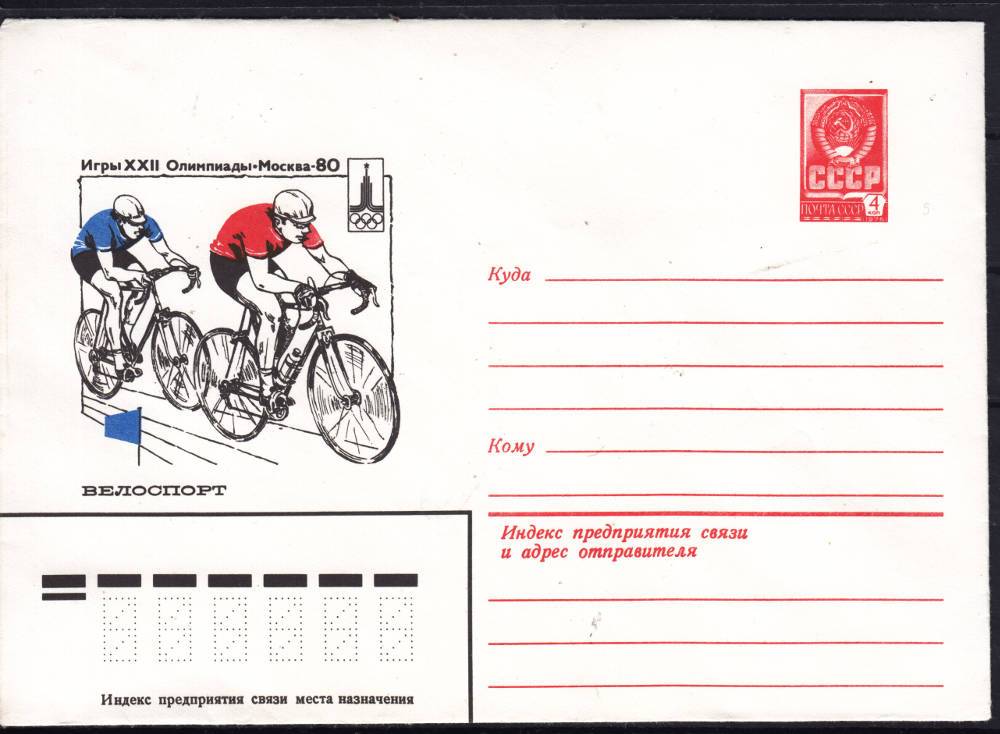 Игры XXII Олимпиады•Москва-80
СССР
ПОЧТА СССР
4
КОП
1976
Куда
Кому
ВЕЛОСПОРТ
Индекс предприятия связи
и адрес отправителя
Индекс предприятия связи места назначения